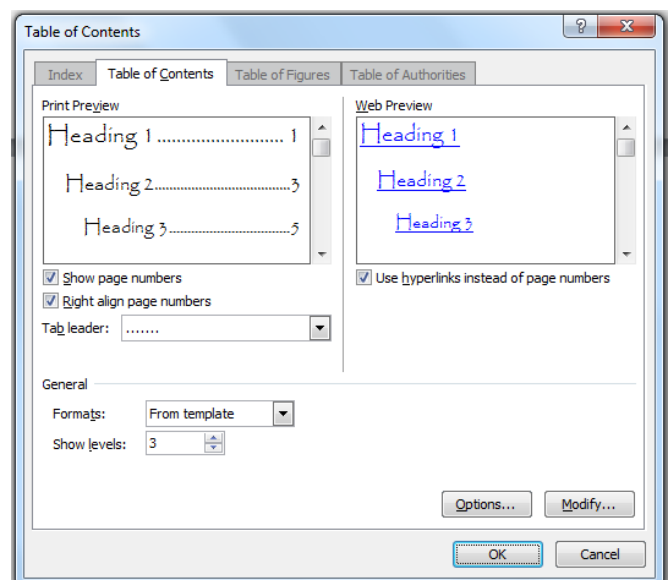 Table of Contents
Index Table of Contents Table of Figures Table of Authorities
Print Preview
Heading 1 ............................ 1
Heading 2....................................3
Heading 3................................5
Web Preview
Heading 1
Heading 2
Heading 3
Show page numbers
Right align page numbers
Tab leader: .......
Use hyperlinks instead of page numbers
General
Formats: From template
Show levels: 3
Options... Modify...
OK Cancel